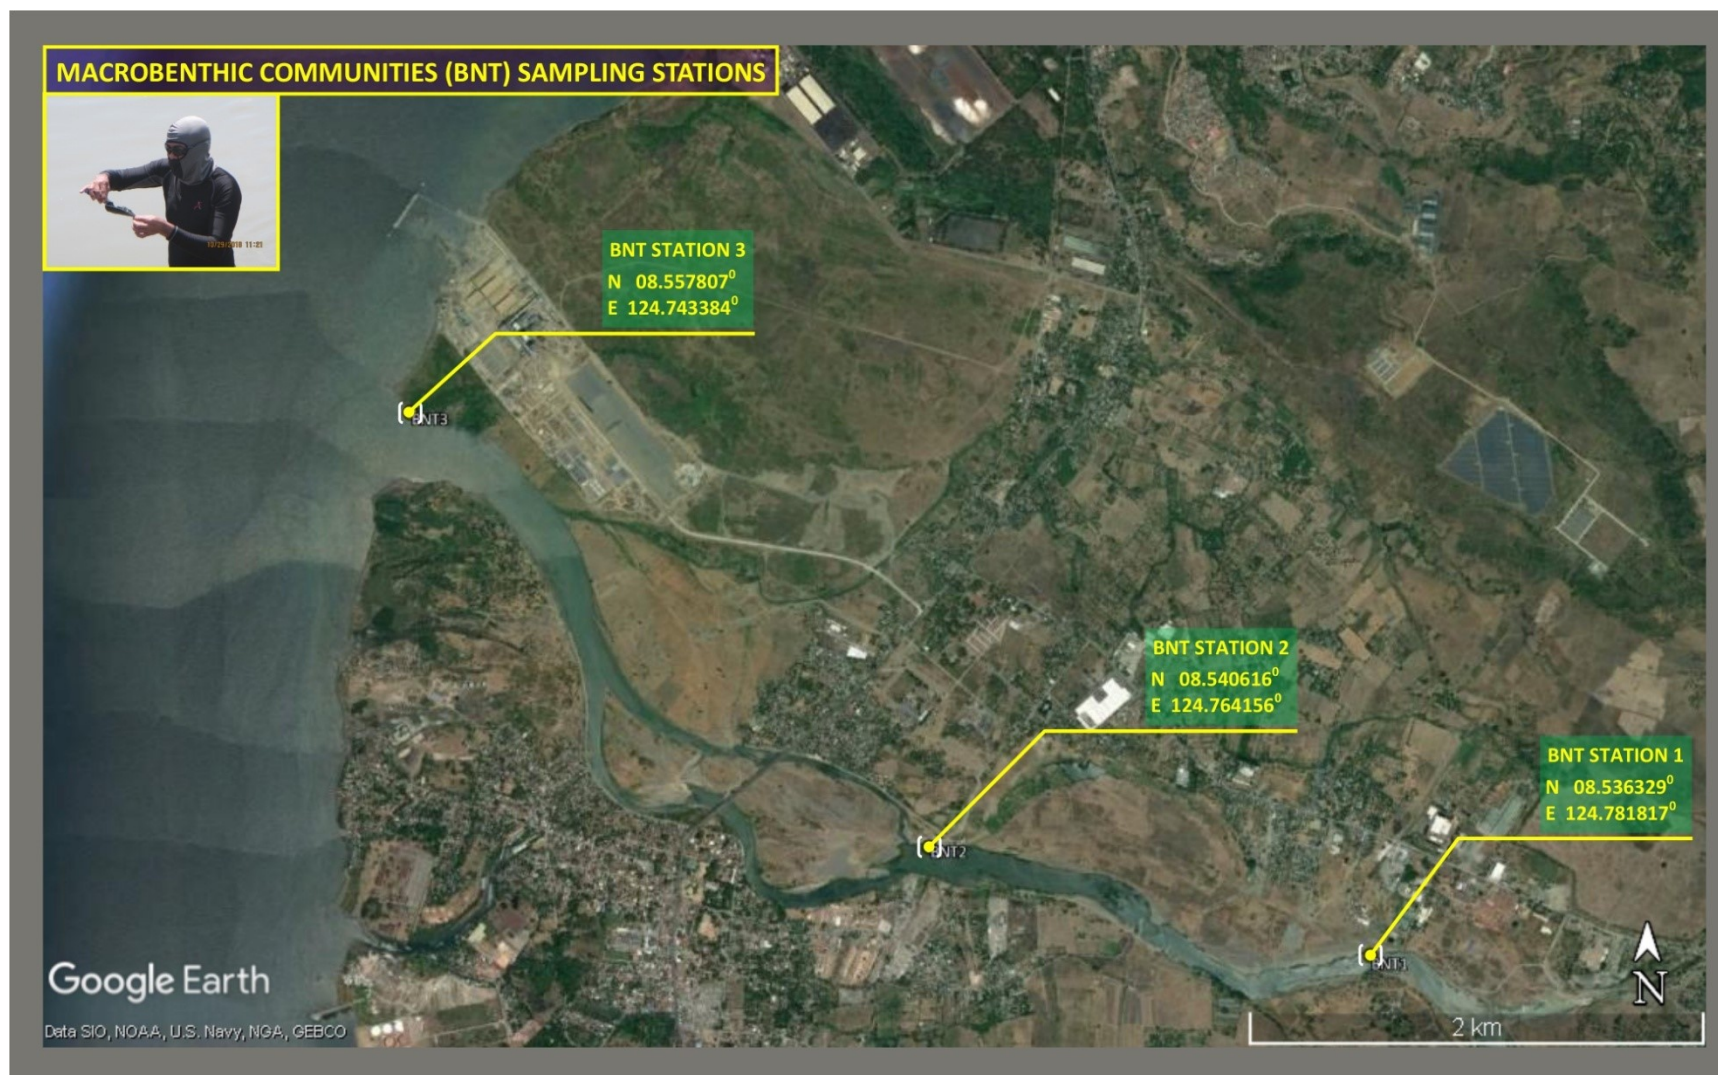 MACROBENTHIC COMMUNITIES (BNT) SAMPLING STATIONS
BNT STATION 3
N 08.557807⁰
E 124.743384⁰
BNT3
BNT STATION 2
N 08.540616⁰
E 124.764156⁰
BNT2
BNT STATION 1
N 08.536329⁰
E 124.781817⁰
BNT1
N
2 km
Google Earth
Data SIO, NOAA, U.S. Navy, NGA, GEBCO